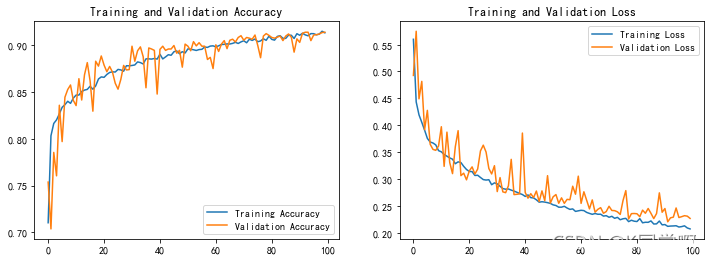 Training and Validation Accuracy
0.90
0.85
0.80
0.75
0.70
0 20 40 60 80 100
Training Accuracy
Validation Accuracy
Training and Validation Loss
0.55
0.50
0.45
0.40
0.35
0.30
0.25
0.20
0 20 40 60 80 100
Training Loss
Validation Loss